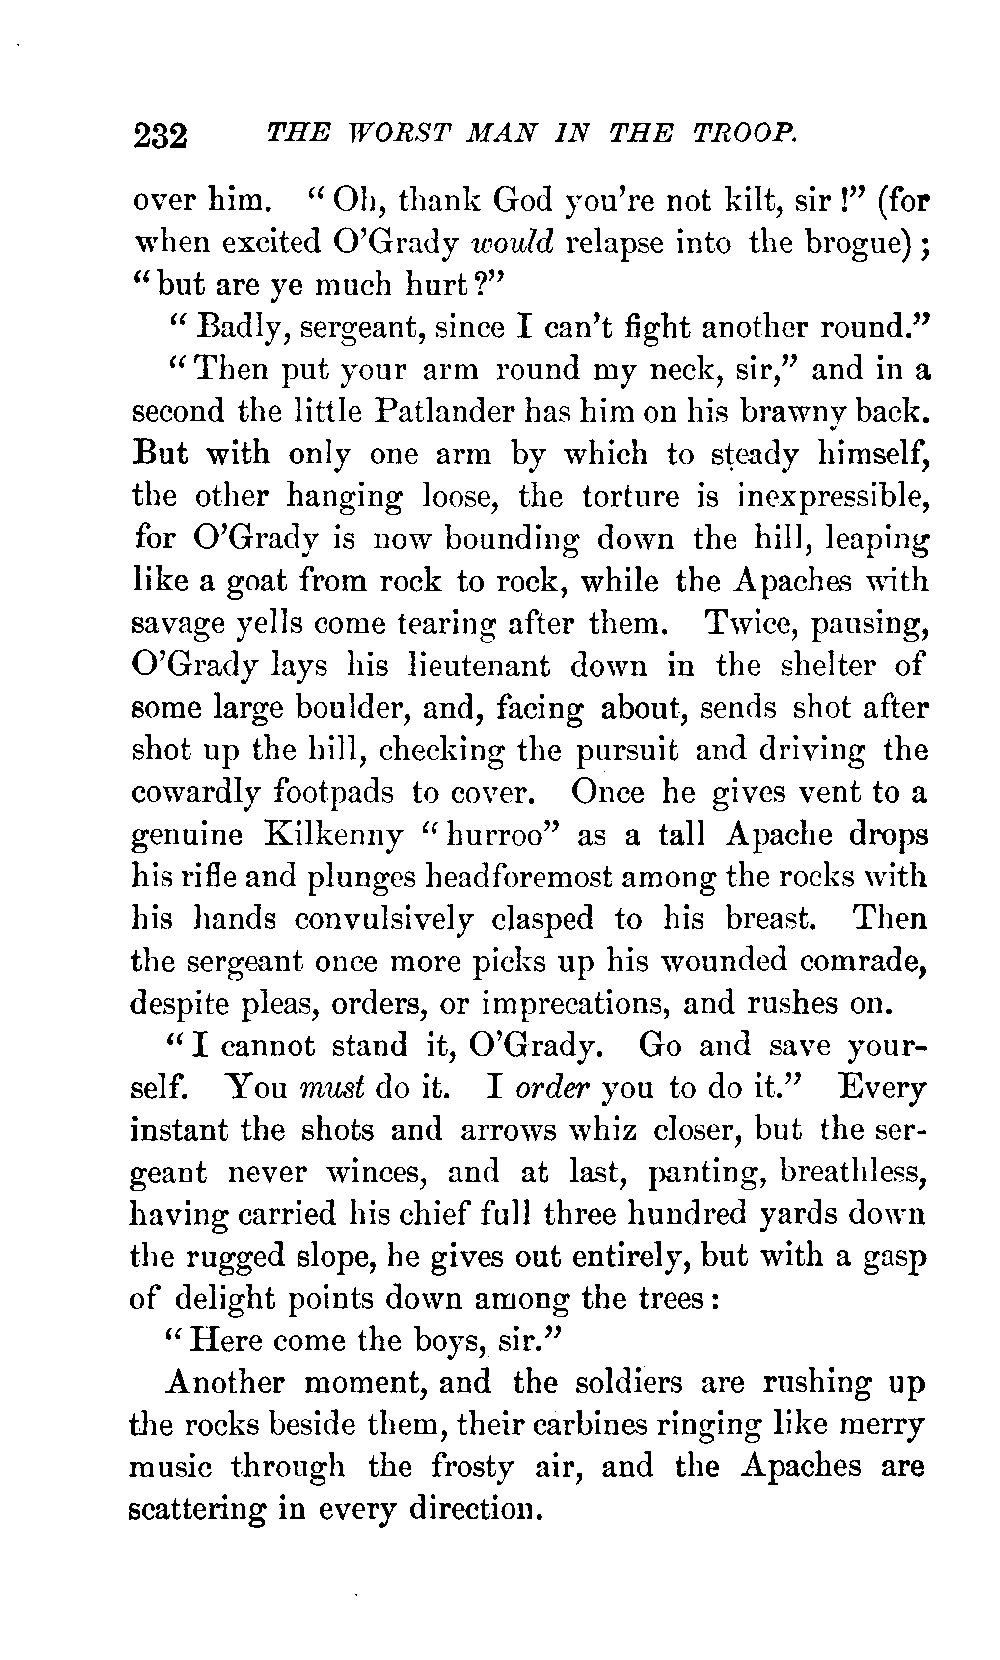 232 THE WORST MAN IN THE TROOP.
over him. “Oh, thank God you’re not kilt, sir!” (for
when excited O’Grady would relapse into the brogue);
“but are ye much hurt?”
“Badly, sergeant, since I can’t fight another round.”
“Then put your arm round my neck, sir,” and in a
second the little Patlander has him on his brawny back.
But with only one arm by which to steady himself,
the other hanging loose, the torture is inexpressible,
for O’Grady is now bounding down the hill, leaping
like a goat from rock to rock, while the Apaches with
savage yells come tearing after them. Twice, pausing,
O’Grady lays his lieutenant down in the shelter of
some large boulder, and, facing about, sends shot after
shot up the hill, checking the pursuit and driving the
cowardly footpads to cover. Once he gives vent to a
genuine Kilkenny “hurroo” as a tall Apache drops
his rifle and plunges headforemost among the rocks with
his hands convulsively clasped to his breast. Then
the sergeant once more picks up his wounded comrade,
despite pleas, orders, or imprecations, and rushes on.
“I cannot stand it, O’Grady. Go and save your-
self. You must do it. I order you to do it.” Every
instant the shots and arrows whiz closer, but the ser-
geant never winces, and at last, panting, breathless,
having carried his chief full three hundred yards down
the rugged slope, he gives out entirely, but with a gasp
of delight points down among the trees:
“Here come the boys, sir.”
Another moment, and the soldiers are rushing up
the rocks beside them, their carbines ringing like merry
music through the frosty air, and the Apaches are
scattering in every direction.